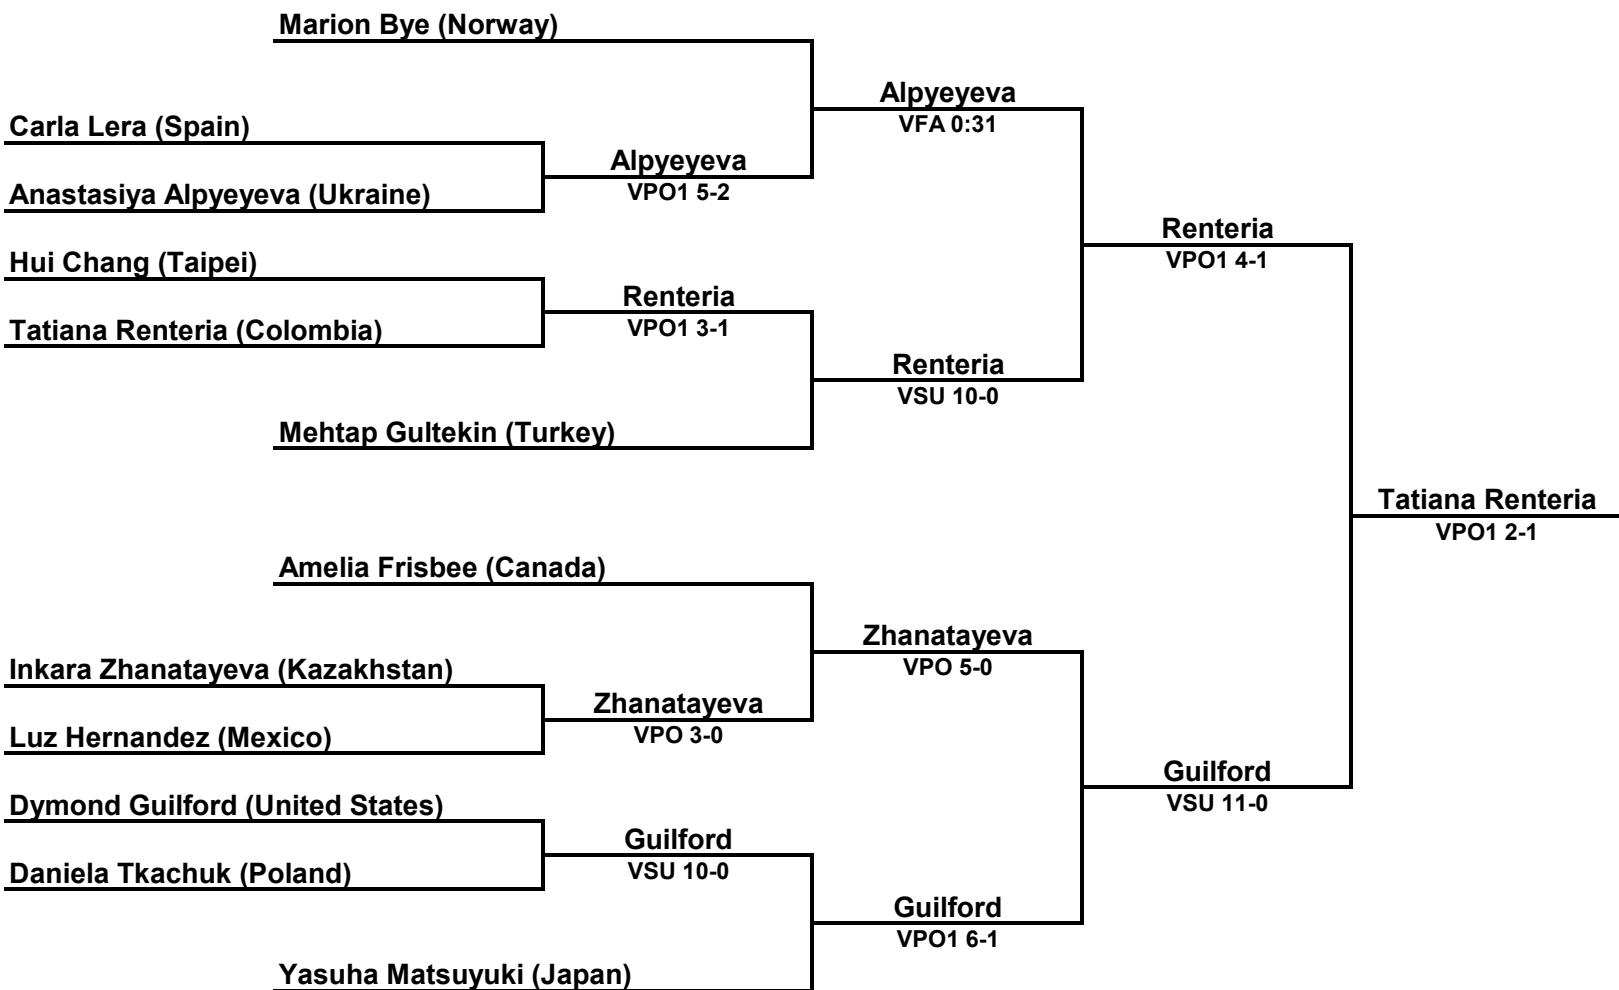 Marion Bye (Norway)
Alpyeyeva
VFA 0:31
Carla Lera (Spain)
Alpyeyeva
VPO1 5-2
Anastasiya Alpyeyeva (Ukraine)
Renteria
VPO1 4-1
Hui Chang (Taipei)
Renteria
VPO1 3-1
Tatiana Renteria (Colombia)
Renteria
VSU 10-0
Mehtap Gultekin (Turkey)
Tatiana Renteria
VPO1 2-1
Amelia Frisbee (Canada)
Zhanatayeva
VPO 5-0
Inkara Zhanatayeva (Kazakhstan)
Zhanatayeva
VPO 3-0
Luz Hernandez (Mexico)
Guilford
VSU 11-0
Dymond Guilford (United States)
Guilford
VSU 10-0
Daniela Tkachuk (Poland)
Guilford
VPO1 6-1
Yasuha Matsuyuki (Japan)